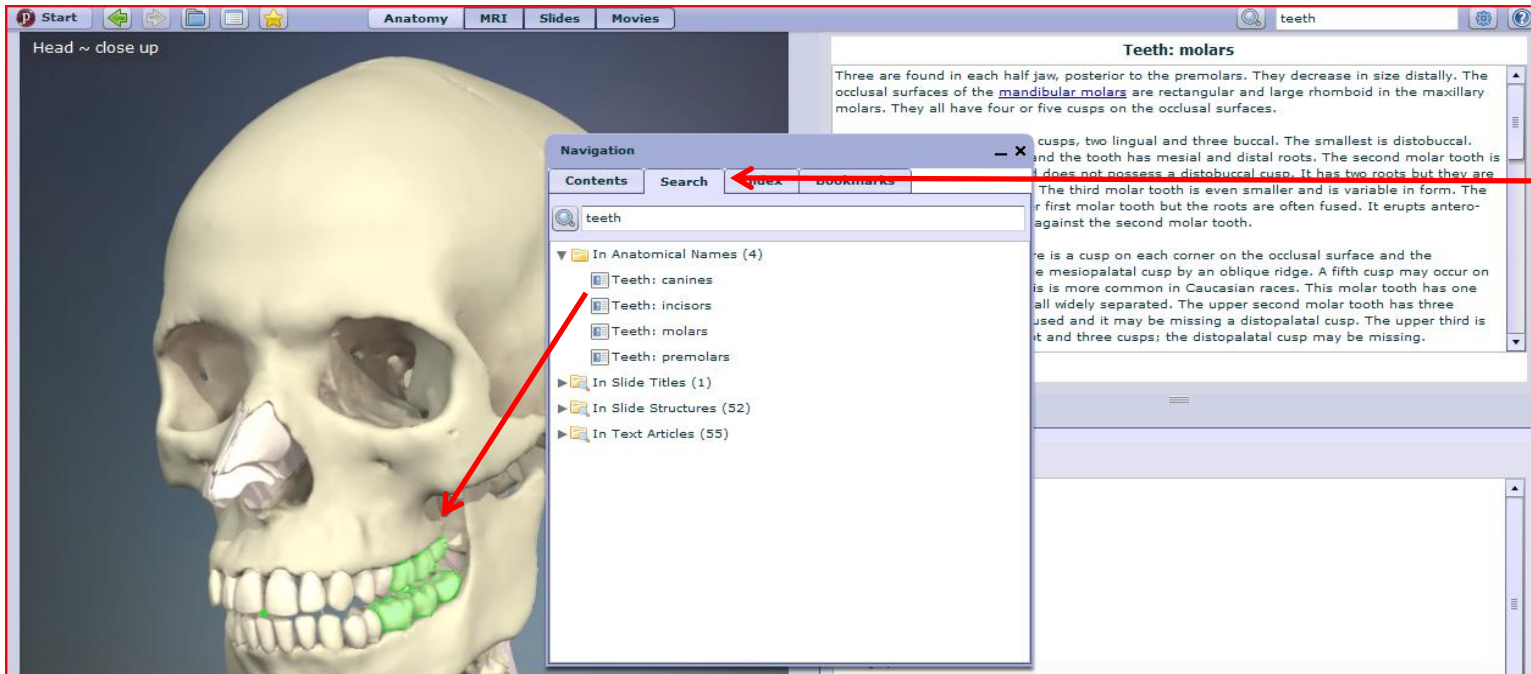 Start Anatomy MRI Slides Movies teeth
Head ~ close up
Teeth: molars
Three are found in each half jaw, posterior to the premolars. They decrease in size distally. The
occlusal surfaces of the mandibular molars are rectangular and large rhomboid in the maxillary
molars. They all have four or five cusps on the occlusal surfaces.
cusps, two lingual and three buccal. The smallest is distobuccal.
and the tooth has mesial and distal roots. The second molar tooth is
does not possess a distobuccal cusp. It has two roots but they are
The third molar tooth is even smaller and is variable in form. The
r first molar tooth but the roots are often fused. It erupts antero-
against the second molar tooth.
re is a cusp on each corner on the occlusal surface and the
e mesiopalatal cusp by an oblique ridge. A fifth cusp may occur on
is is more common in Caucasian races. This molar tooth has one
all widely separated. The upper second molar tooth has three
used and it may be missing a distopalatal cusp. The upper third is
t and three cusps; the distopalatal cusp may be missing.
Navigation
Contents Search Index Bookmarks
teeth
In Anatomical Names (4)
Teeth: canines
Teeth: incisors
Teeth: molars
Teeth: premolars
In Slide Titles (1)
In Slide Structures (52)
In Text Articles (55)